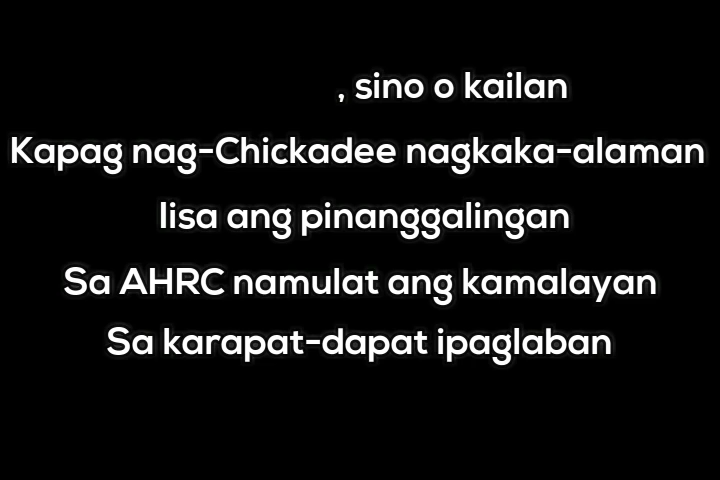 , sino o kailan
Kapag nag-Chickadee nagkaka-alaman
Iisa ang pinanggalingan
Sa AHRC namulat ang kamalayan
Sa karapat-dapat ipaglaban